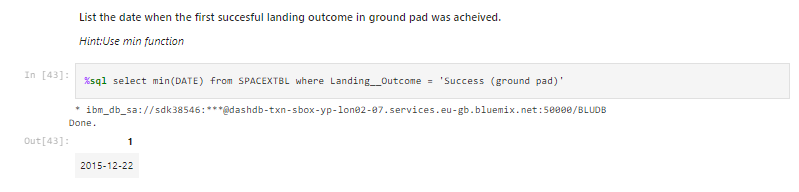 List the date when the first succesful landing outcome in ground pad was acheived.
Hint:Use min function
In [43]: %sql select min(DATE) from SPACEXTBL where Landing__Outcome = 'Success (ground pad)'
* ibm_db_sa://sdk38546:***@dashdb-txn-sbox-yp-lon02-07.services.eu-gb.bluemix.net:50000/BLUDB
Done.
Out[43]: 1
2015-12-22